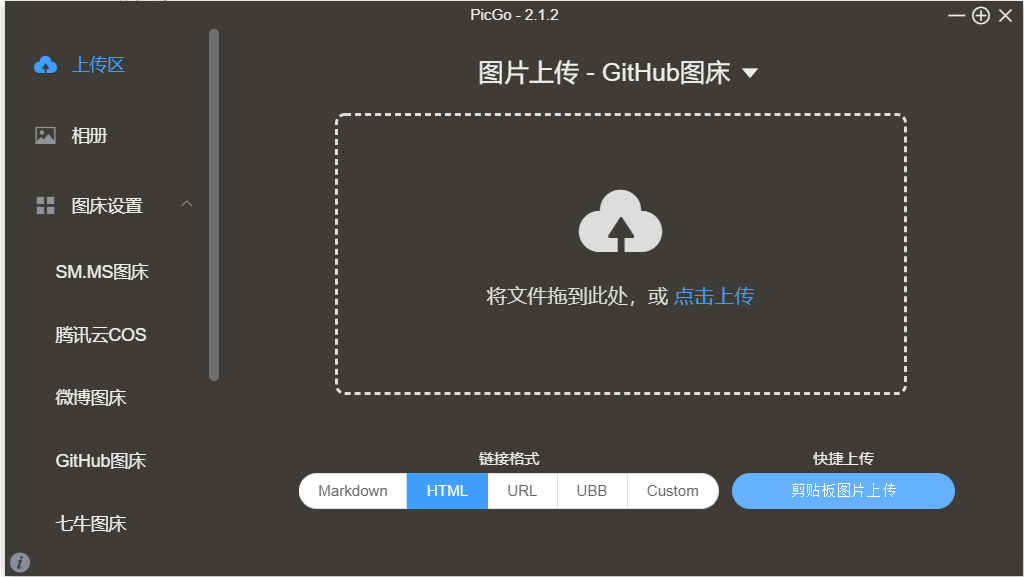 PicGo - 2.1.2
上传区
相册
图床设置
SM.MS图床
腾讯云COS
微博图床
GitHub图床
七牛图床
图片上传 - GitHub图床
将文件拖到此处，或 点击上传
链接格式
Markdown HTML URL UBB Custom
快捷上传
剪贴板图片上传